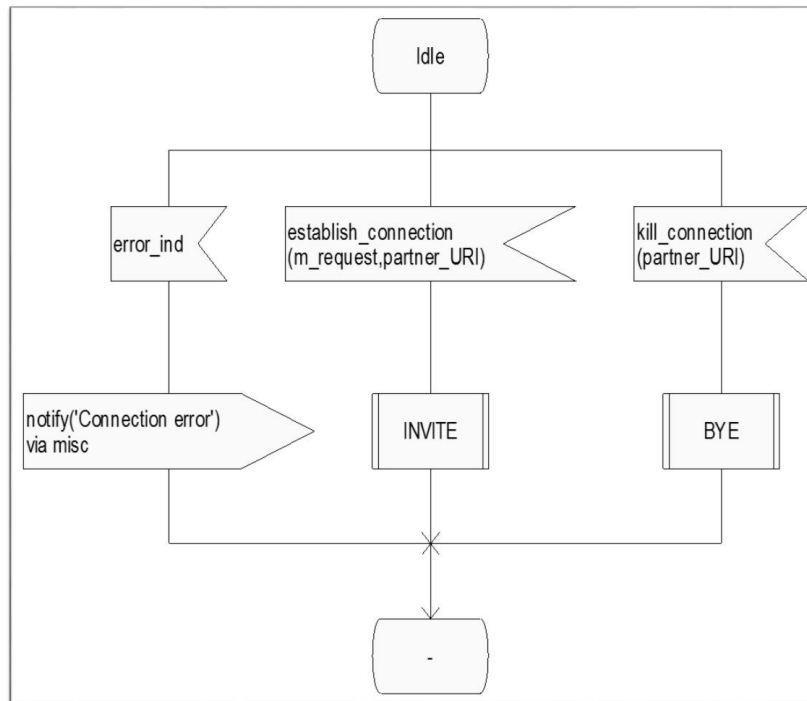 Idle
error_ind
establish_connection
(m_request,partner_URI)
kill_connection
(partner_URI)
notify('Connection error')
via misc
INVITE
BYE
-